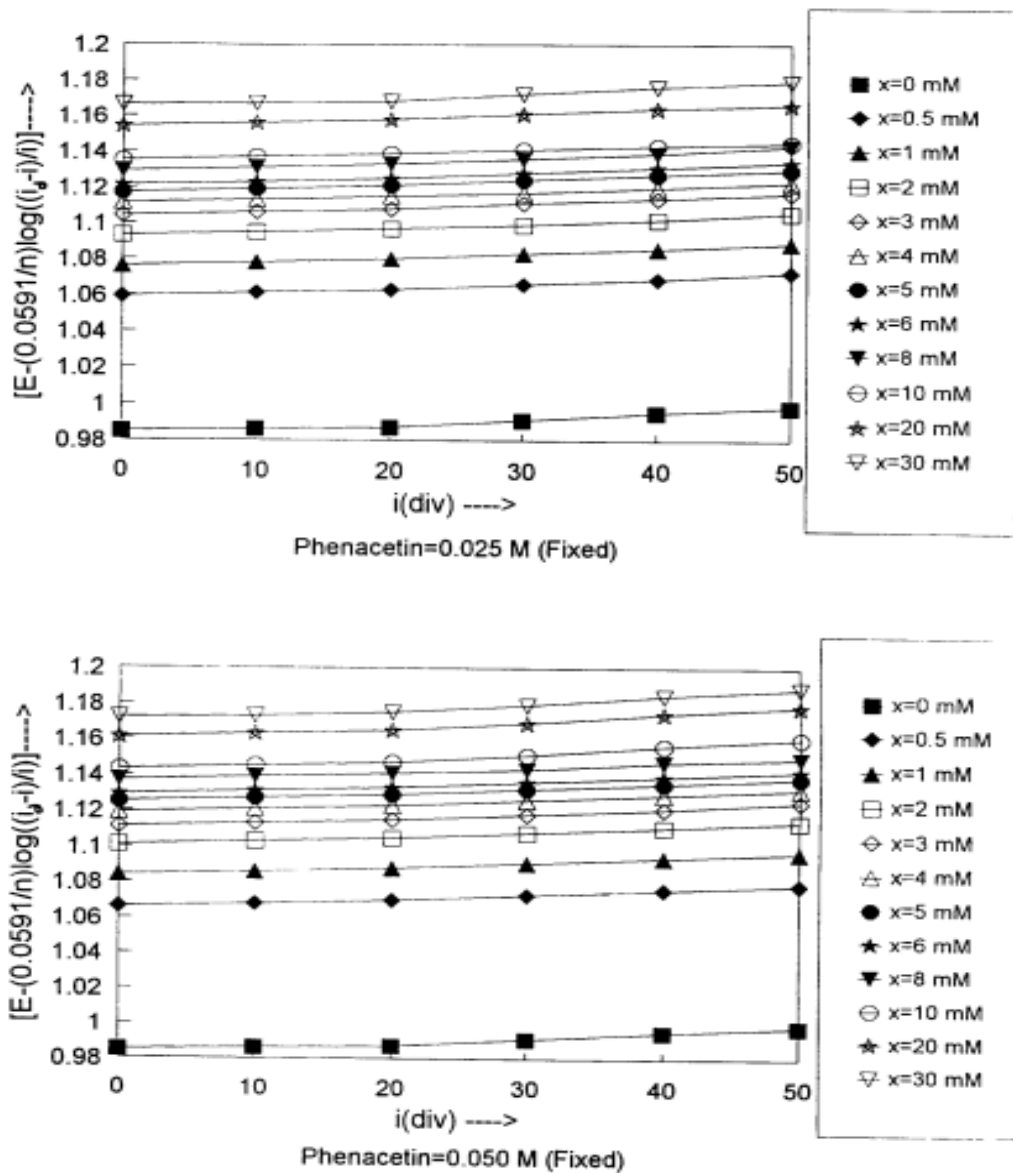 [E-(0.0591/n)log((i_d-i)/i)]---->
1.2
1.18
1.16
1.14
1.12
1.1
1.08
1.06
1.04
1.02
1
0.98
0 10 20 30 40 50
i(div) ---->
Phenacetin=0.025 M (Fixed)
x=0 mM
x=0.5 mM
x=1 mM
x=2 mM
x=3 mM
x=4 mM
x=5 mM
x=6 mM
x=8 mM
x=10 mM
x=20 mM
x=30 mM
[E-(0.0591/n)log((i_d-i)/i)]---->
1.2
1.18
1.16
1.14
1.12
1.1
1.08
1.06
1.04
1.02
1
0.98
0 10 20 30 40 50
i(div) ---->
Phenacetin=0.050 M (Fixed)
x=0 mM
x=0.5 mM
x=1 mM
x=2 mM
x=3 mM
x=4 mM
x=5 mM
x=6 mM
x=8 mM
x=10 mM
x=20 mM
x=30 mM